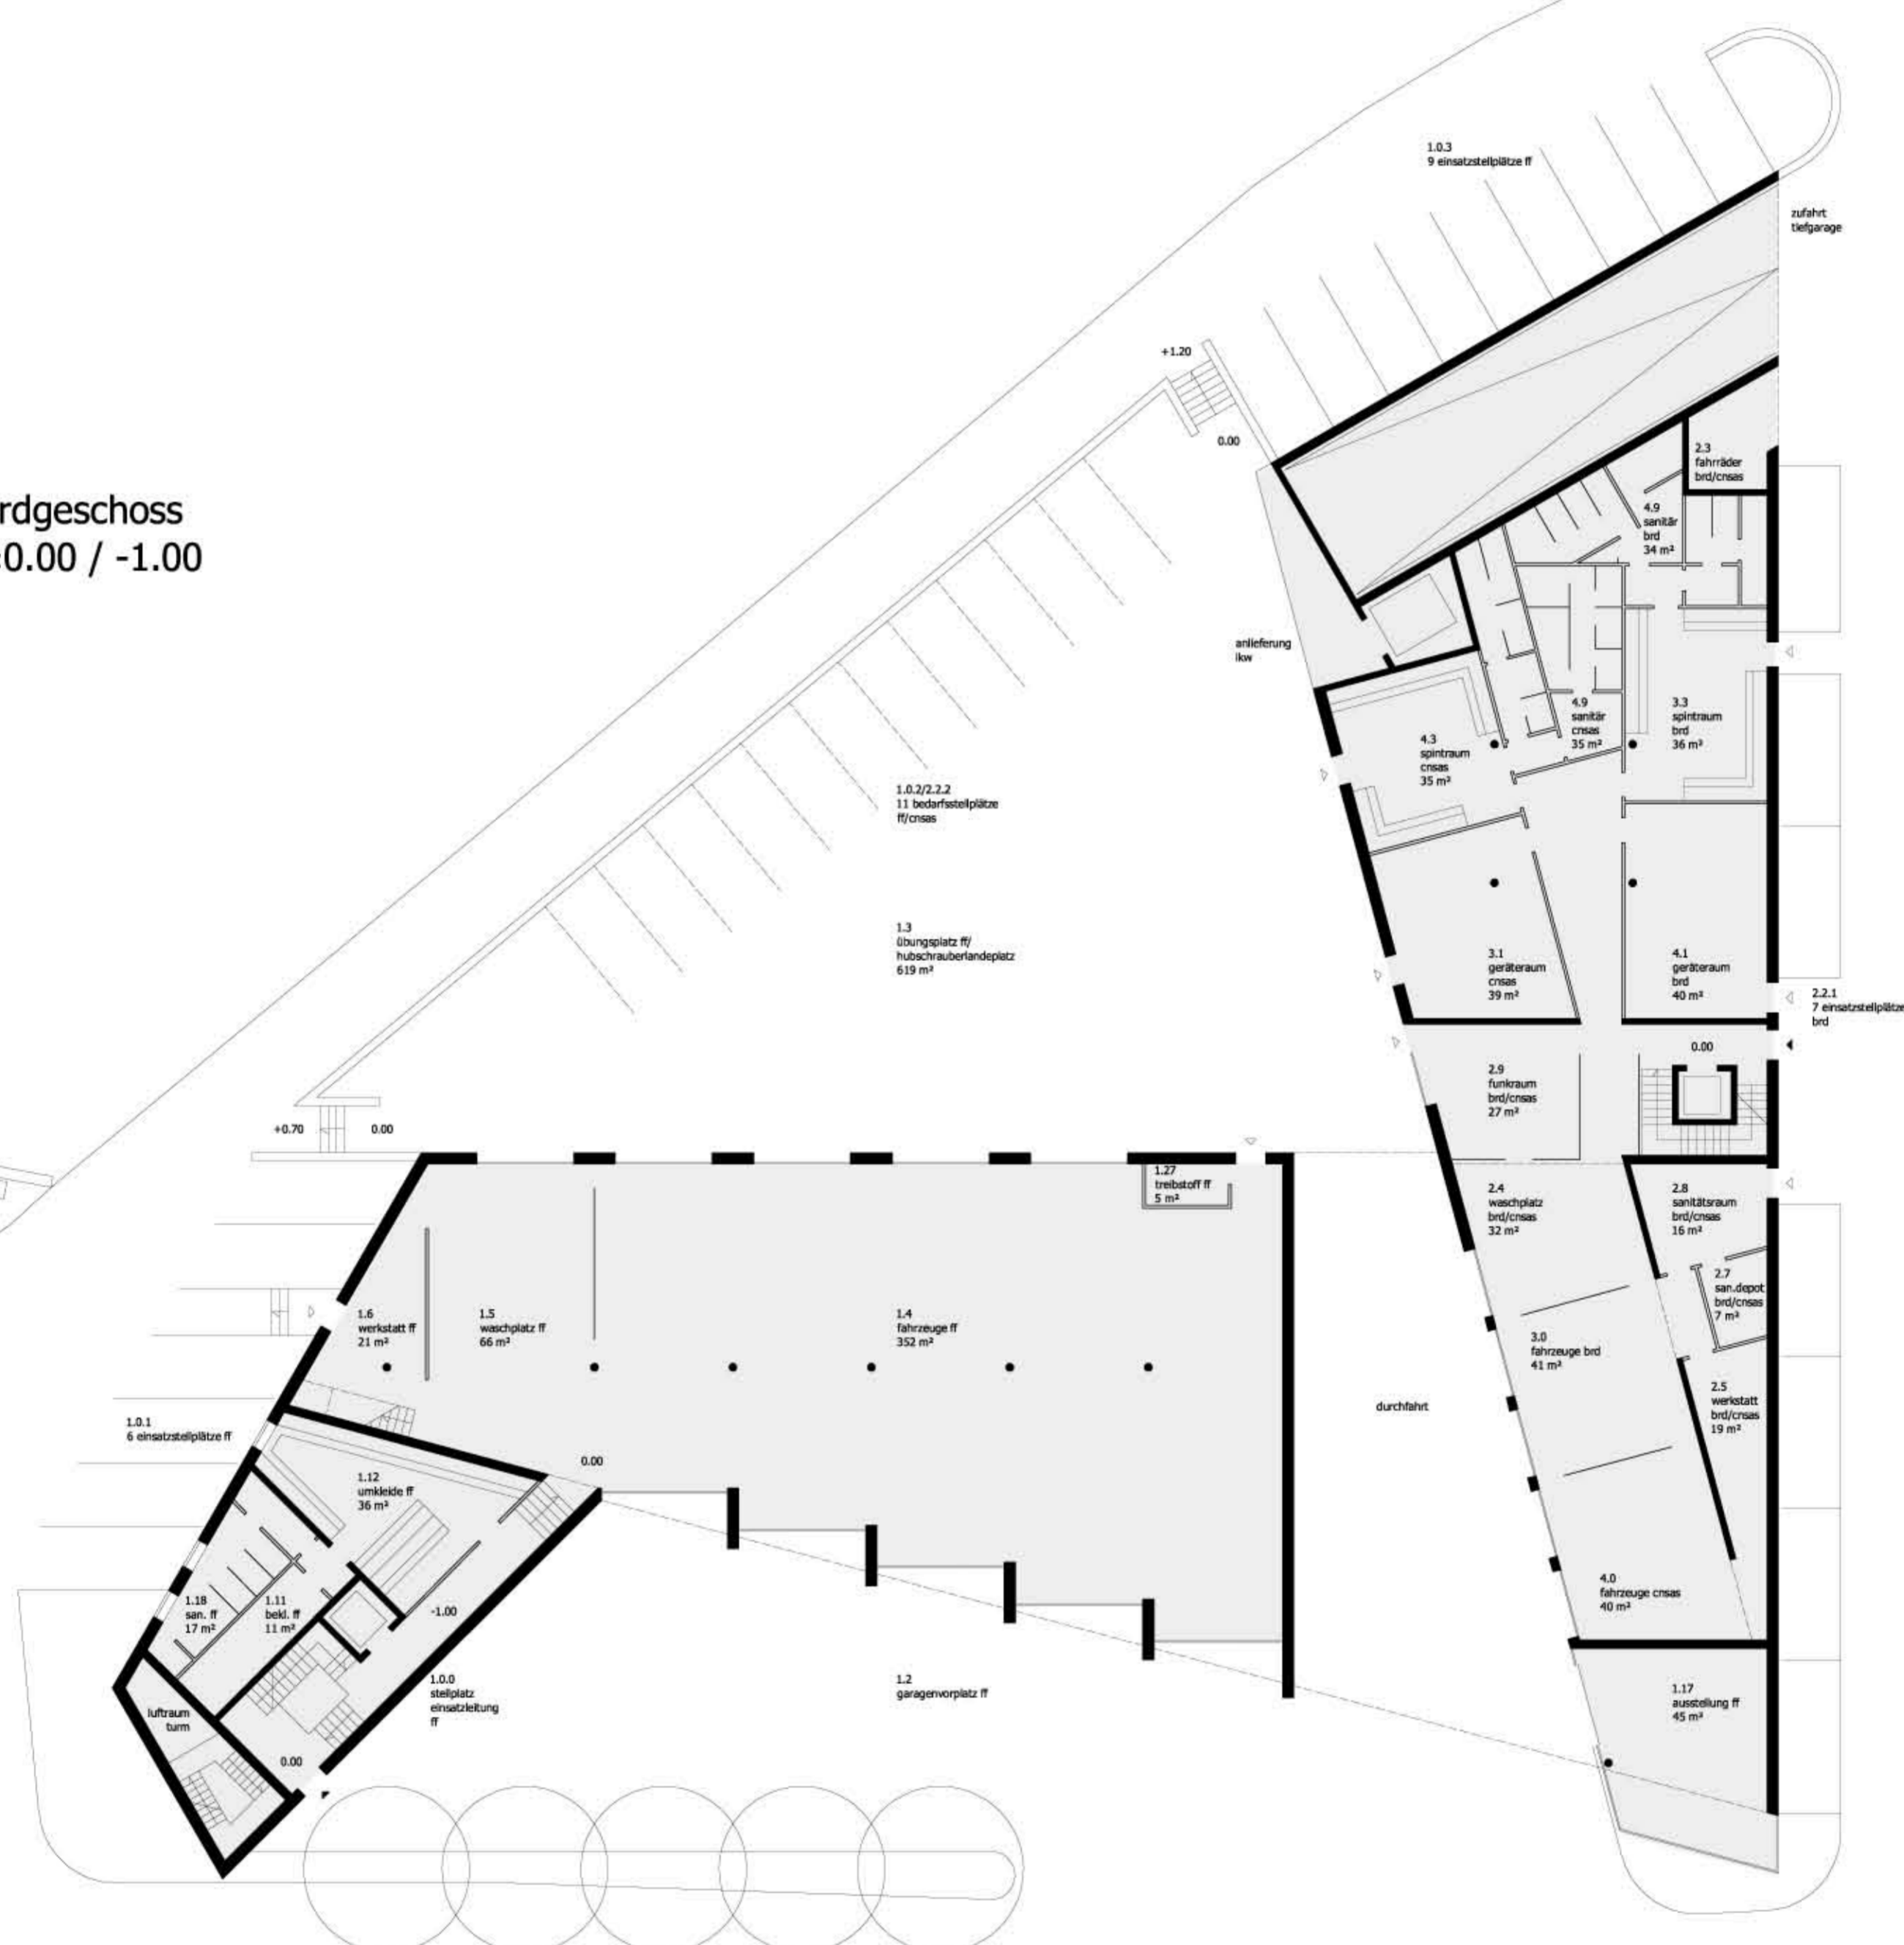 rdgeschoss
0.00 / -1.00
1.0.3
9 einsatzstellplätze ff
zufahrt
tiefgarage
+1.20
0.00
2.3
fahrräder
brd/cnsas
4.9
sanitär
brd
34 m²
anlieferung
lkw
4.3
spintraum
cnsas
35 m²
4.9
sanitär
cnsas
35 m²
3.3
spintraum
brd
36 m²
1.0.2/2.2.2
11 bedarfsstellplätze
ff/cnsas
1.3
übungsplatz ff/
hubschrauberlandeplatz
619 m²
3.1
geräteraum
cnsas
39 m²
4.1
geräteraum
brd
40 m²
2.2.1
7 einsatzstellplätze
brd
0.00
2.9
funkraum
brd/cnsas
27 m²
+0.70
0.00
1.27
treibstoff ff
5 m²
2.4
waschplatz
brd/cnsas
32 m²
2.8
sanitätsraum
brd/cnsas
16 m²
2.7
san.depot
brd/cnsas
7 m²
1.6
werkstatt ff
21 m²
1.5
waschplatz ff
66 m²
1.4
fahrzeuge ff
352 m²
3.0
fahrzeuge brd
41 m²
durchfahrt
2.5
werkstatt
brd/cnsas
19 m²
1.0.1
6 einsatzstellplätze ff
0.00
1.12
umkleide ff
36 m²
1.18
san. ff
17 m²
1.11
bekl. ff
11 m²
-1.00
4.0
fahrzeuge cnsas
40 m²
1.0.0
stellplatz
einsatzleitung
ff
1.2
garagenvorplatz ff
1.17
ausstellung ff
45 m²
luftraum
turm
0.00